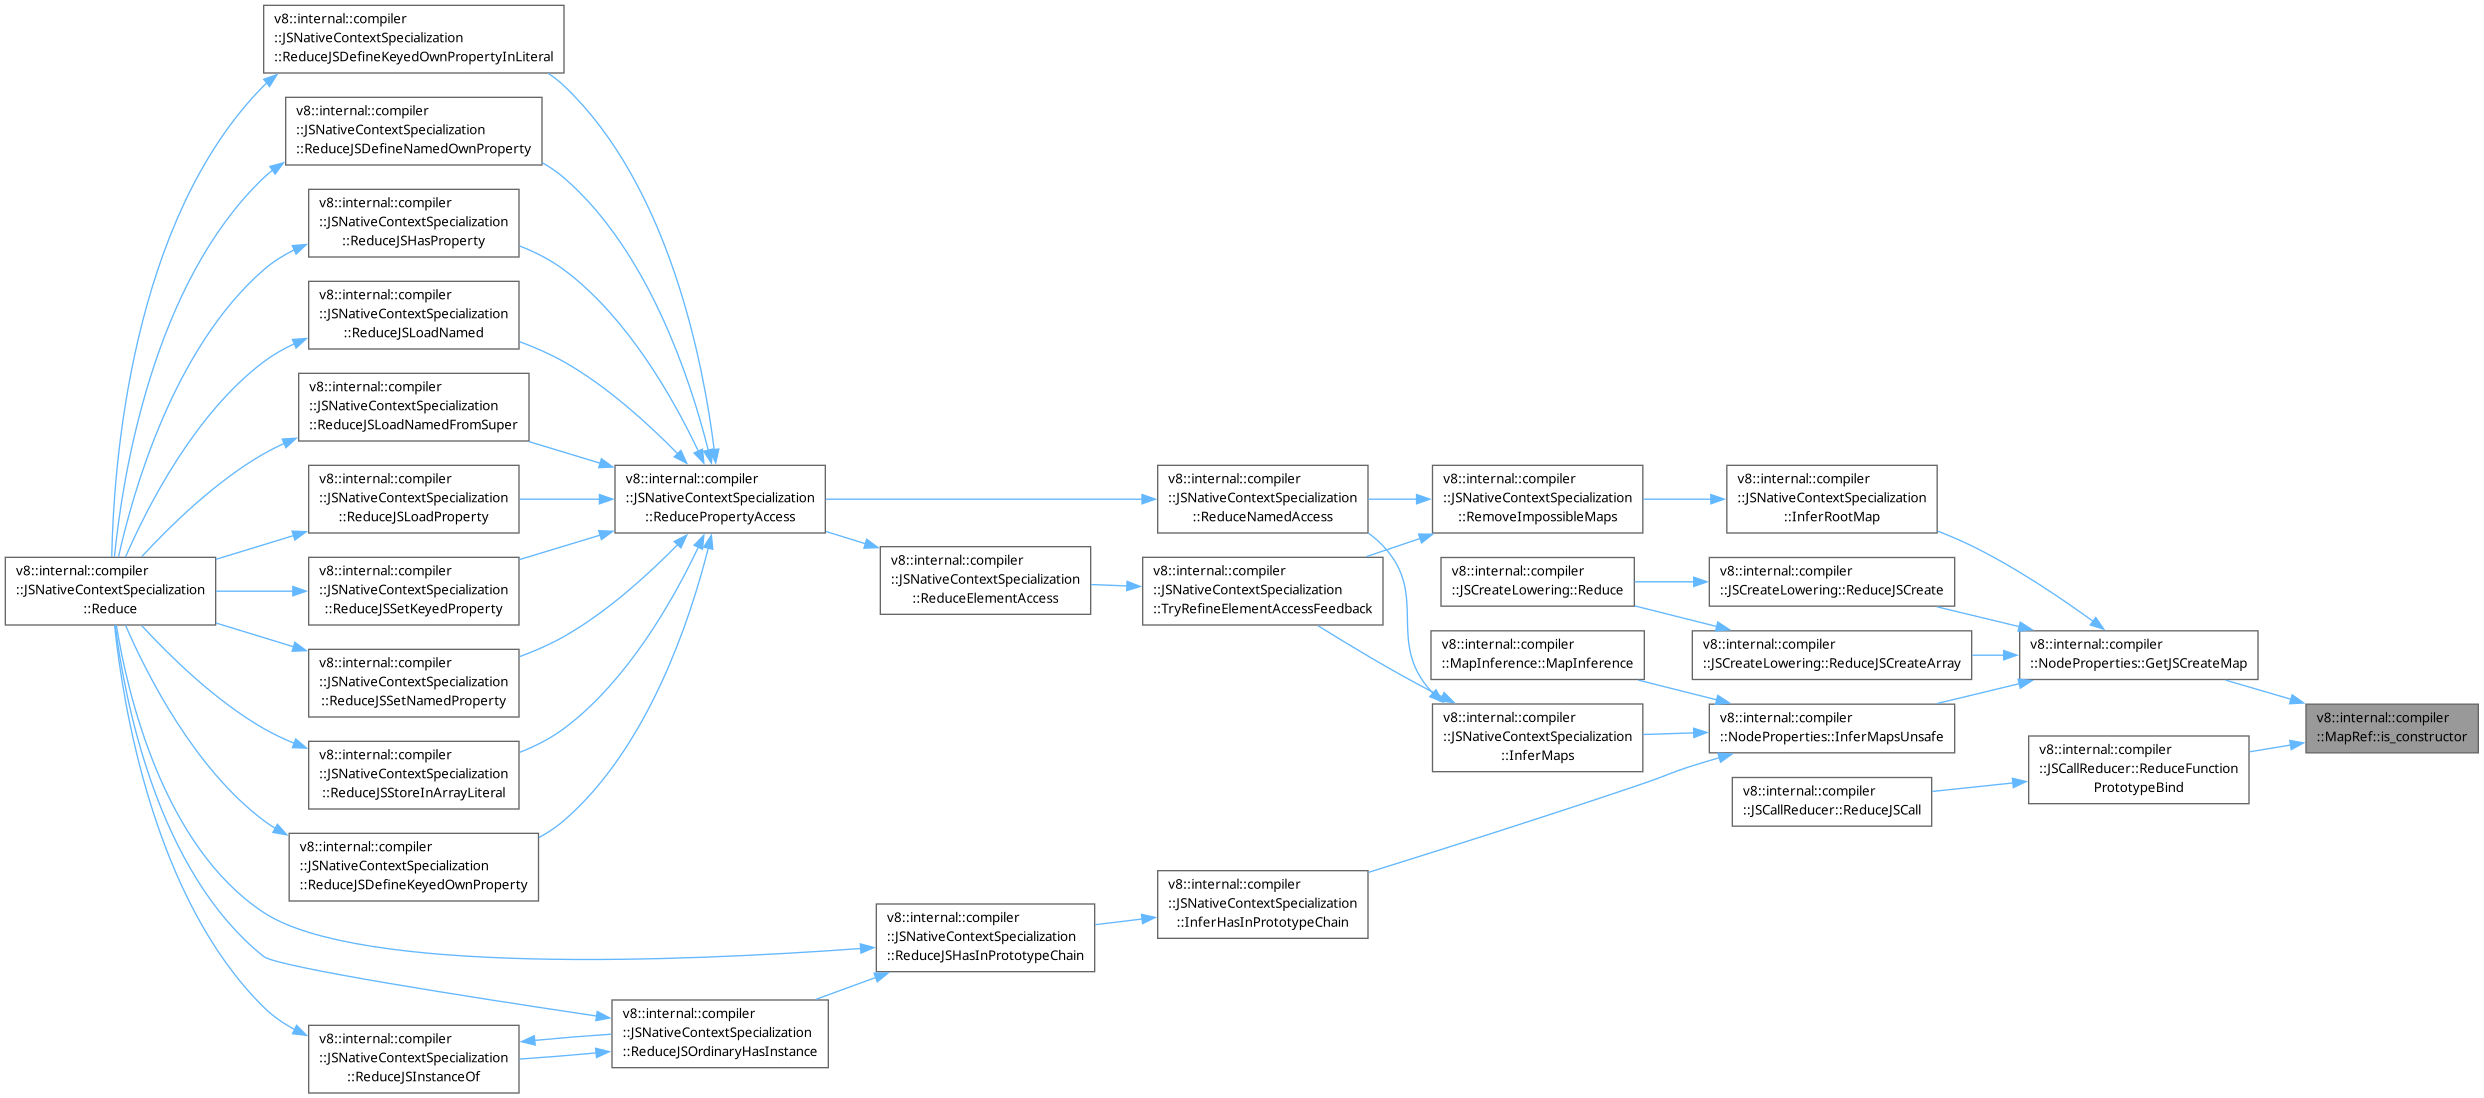 v8::internal::compiler
::JSNativeContextSpecialization
::ReduceJSDefineKeyedOwnPropertyInLiteral
v8::internal::compiler
::JSNativeContextSpecialization
::ReduceJSDefineNamedOwnProperty
v8::internal::compiler
::JSNativeContextSpecialization
::ReduceJSHasProperty
v8::internal::compiler
::JSNativeContextSpecialization
::ReduceJSLoadNamed
v8::internal::compiler
::JSNativeContextSpecialization
::ReduceJSLoadNamedFromSuper
v8::internal::compiler
::JSNativeContextSpecialization
::ReduceJSLoadProperty
v8::internal::compiler
::JSNativeContextSpecialization
::Reduce
v8::internal::compiler
::JSNativeContextSpecialization
::ReduceJSSetKeyedProperty
v8::internal::compiler
::JSNativeContextSpecialization
::ReduceJSSetNamedProperty
v8::internal::compiler
::JSNativeContextSpecialization
::ReduceJSStoreInArrayLiteral
v8::internal::compiler
::JSNativeContextSpecialization
::ReduceJSDefineKeyedOwnProperty
v8::internal::compiler
::JSNativeContextSpecialization
::ReduceJSInstanceOf
v8::internal::compiler
::JSNativeContextSpecialization
::ReducePropertyAccess
v8::internal::compiler
::JSNativeContextSpecialization
::ReduceJSOrdinaryHasInstance
v8::internal::compiler
::JSNativeContextSpecialization
::ReduceElementAccess
v8::internal::compiler
::JSNativeContextSpecialization
::ReduceJSHasInPrototypeChain
v8::internal::compiler
::JSNativeContextSpecialization
::ReduceNamedAccess
v8::internal::compiler
::JSNativeContextSpecialization
::TryRefineElementAccessFeedback
v8::internal::compiler
::JSNativeContextSpecialization
::InferHasInPrototypeChain
v8::internal::compiler
::JSNativeContextSpecialization
::RemoveImpossibleMaps
v8::internal::compiler
::JSCreateLowering::Reduce
v8::internal::compiler
::MapInference::MapInference
v8::internal::compiler
::JSNativeContextSpecialization
::InferMaps
v8::internal::compiler
::JSNativeContextSpecialization
::InferRootMap
v8::internal::compiler
::JSCreateLowering::ReduceJSCreate
v8::internal::compiler
::JSCreateLowering::ReduceJSCreateArray
v8::internal::compiler
::NodeProperties::InferMapsUnsafe
v8::internal::compiler
::JSCallReducer::ReduceJSCall
v8::internal::compiler
::NodeProperties::GetJSCreateMap
v8::internal::compiler
::JSCallReducer::ReduceFunction
PrototypeBind
v8::internal::compiler
::MapRef::is_constructor